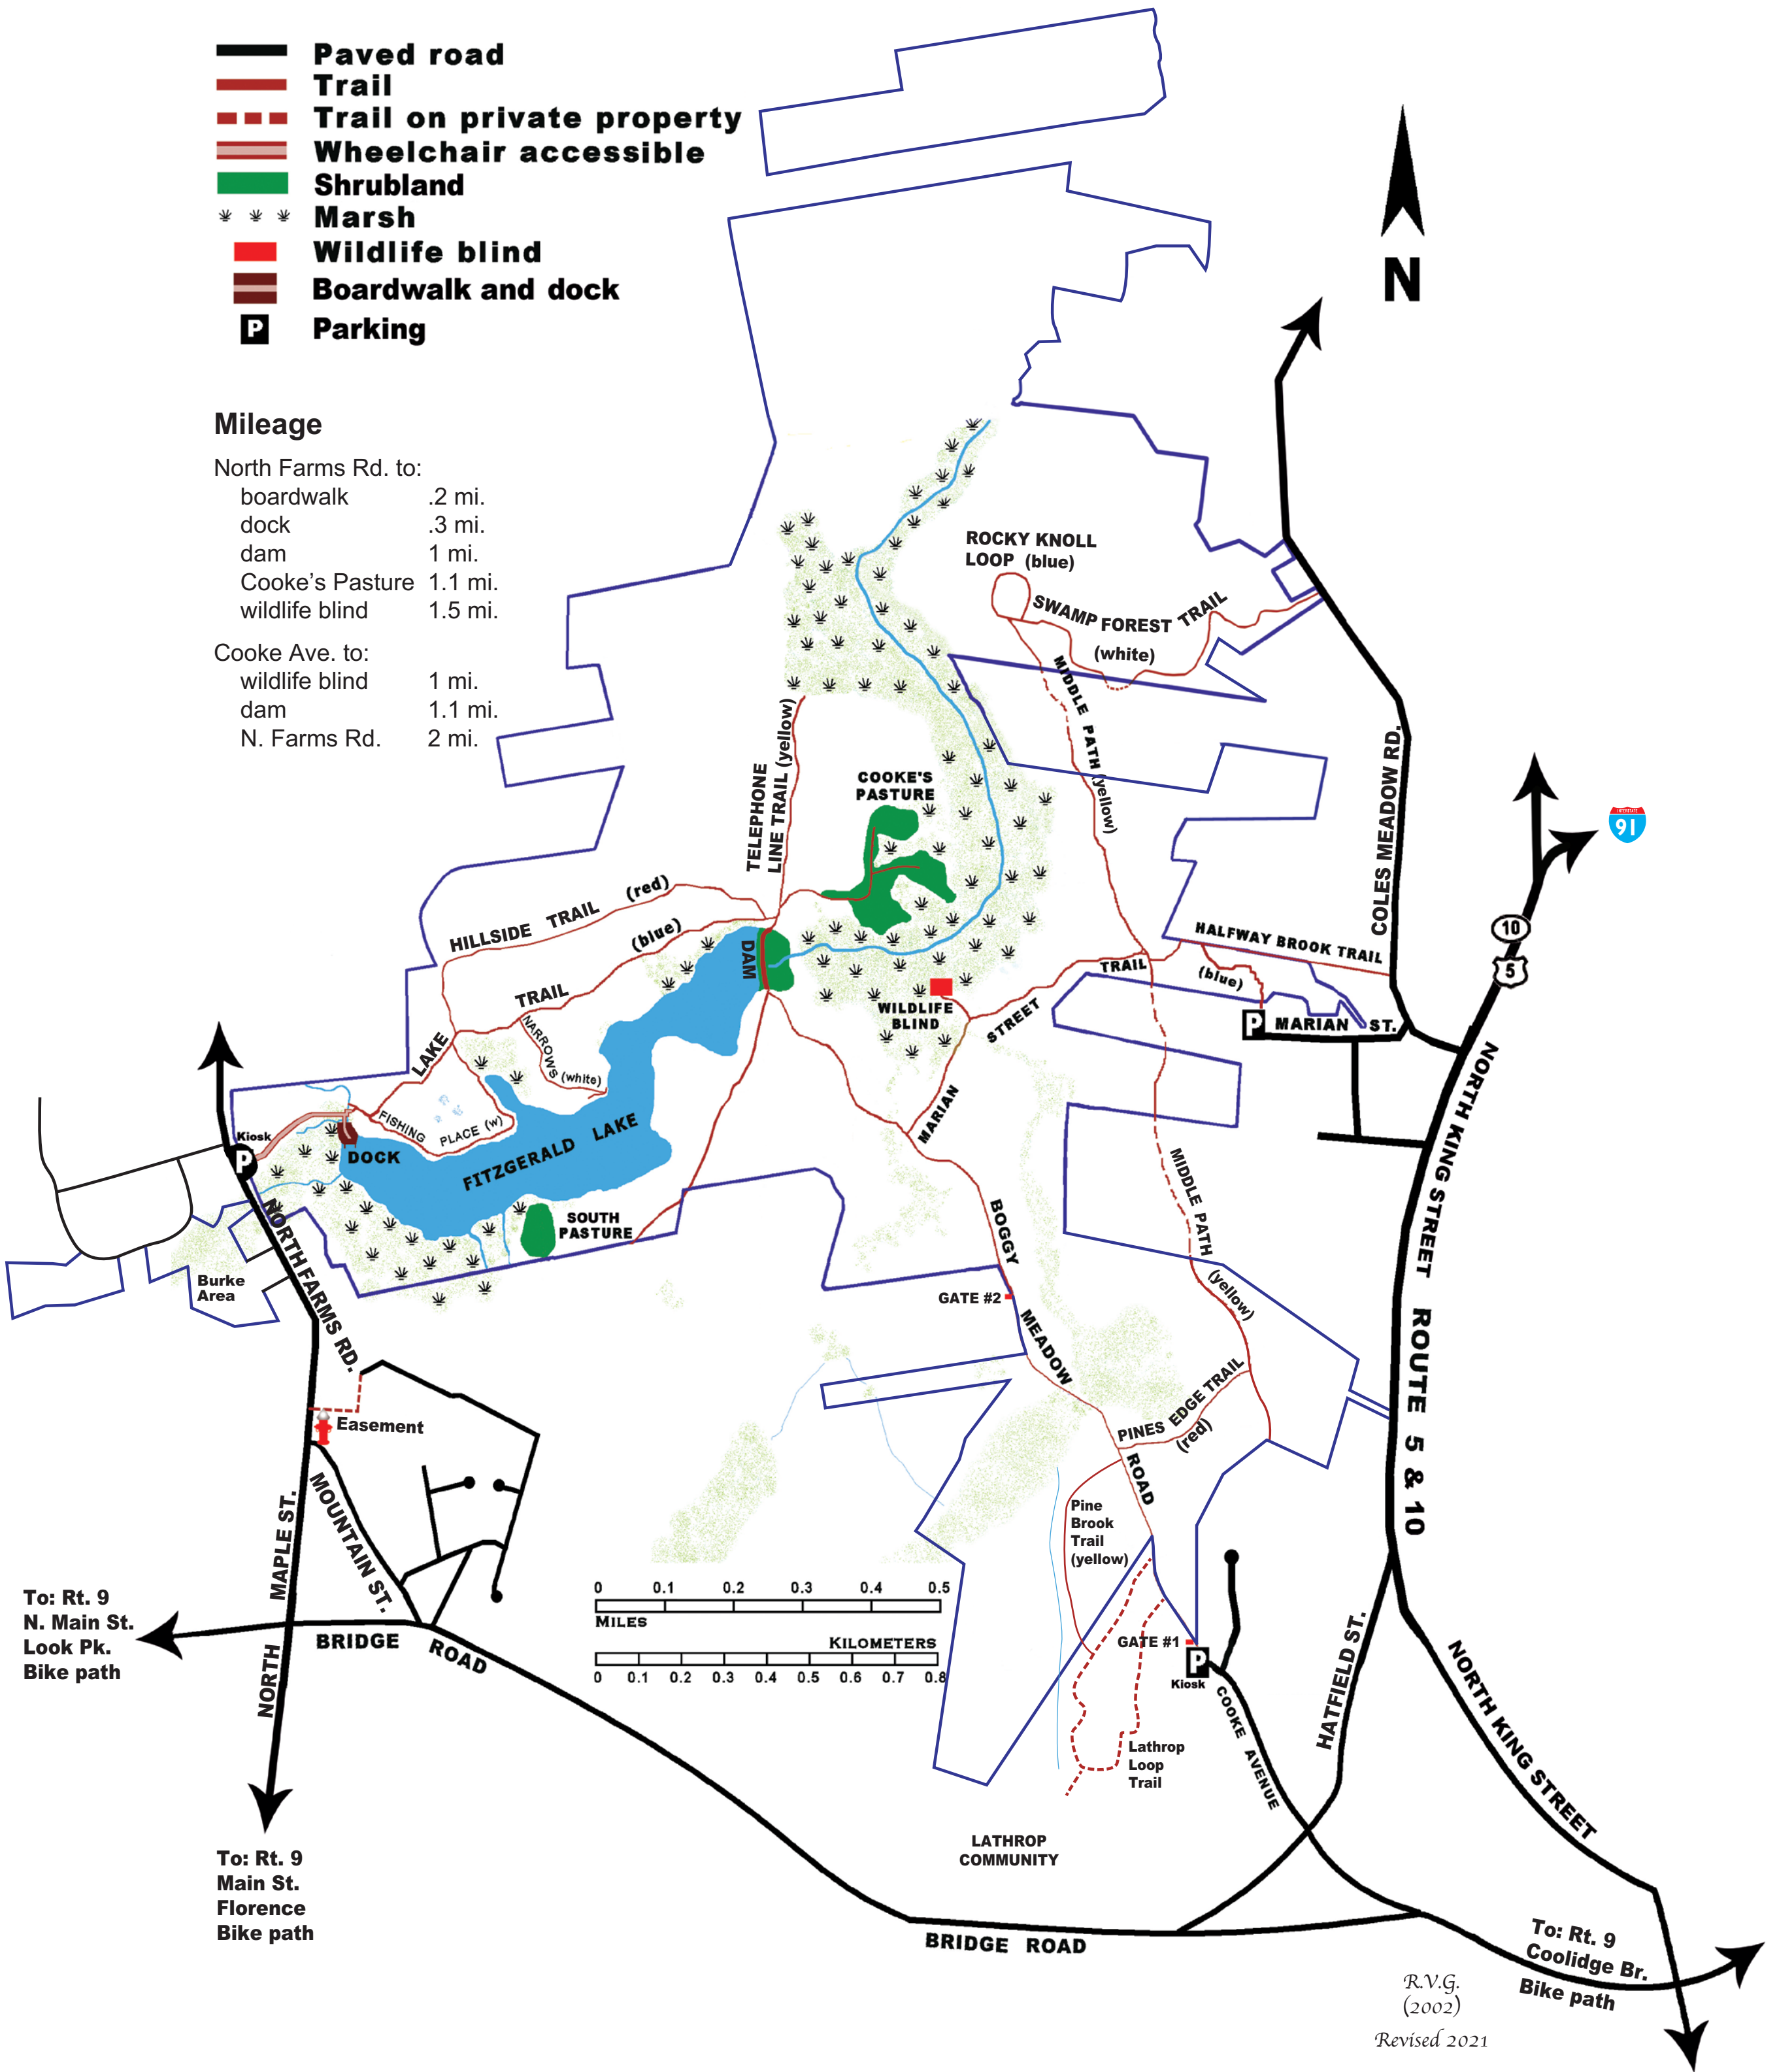 Paved road
Trail
Trail on private property
Wheelchair accessible
Shrubland
Marsh
Wildlife blind
Boardwalk and dock
P Parking
N
Mileage
North Farms Rd. to:
boardwalk .2 mi.
dock .3 mi.
dam 1 mi.
Cooke's Pasture 1.1 mi.
wildlife blind 1.5 mi.
Cooke Ave. to:
wildlife blind 1 mi.
dam 1.1 mi.
N. Farms Rd. 2 mi.
ROCKY KNOLL
LOOP (blue)
SWAMP FOREST TRAIL
(white)
MIDDLE PATH (yellow)
TELEPHONE
LINE TRAIL (yellow)
COOKE'S
PASTURE
COLES MEADOW RD.
INTERSTATE
91
10
5
HILLSIDE TRAIL (red)
(blue)
LAKE TRAIL
DAM
NARROWS (white)
FISHING PLACE (w)
WILDLIFE
BLIND
MARIAN STREET TRAIL
HALFWAY BROOK TRAIL
(blue)
P
MARIAN ST.
Kiosk
P
DOCK
FITZGERALD LAKE
SOUTH
PASTURE
Burke
Area
NORTH FARMS RD.
BOGGY MEADOW ROAD
GATE #2
MIDDLE PATH
(yellow)
NORTH KING STREET ROUTE 5 & 10
PINES EDGE TRAIL
(red)
Easement
MOUNTAIN ST.
NORTH MAPLE ST.
Pine
Brook
Trail
(yellow)
0 0.1 0.2 0.3 0.4 0.5
MILES
KILOMETERS
0 0.1 0.2 0.3 0.4 0.5 0.6 0.7 0.8
To: Rt. 9
N. Main St.
Look Pk.
Bike path
BRIDGE ROAD
GATE #1
P
Kiosk
COOKE AVENUE
HATFIELD ST.
NORTH KING STREET
Lathrop
Loop
Trail
LATHROP
COMMUNITY
To: Rt. 9
Main St.
Florence
Bike path
BRIDGE ROAD
To: Rt. 9
Coolidge Br.
Bike path
R.V.G.
(2002)
Revised 2021